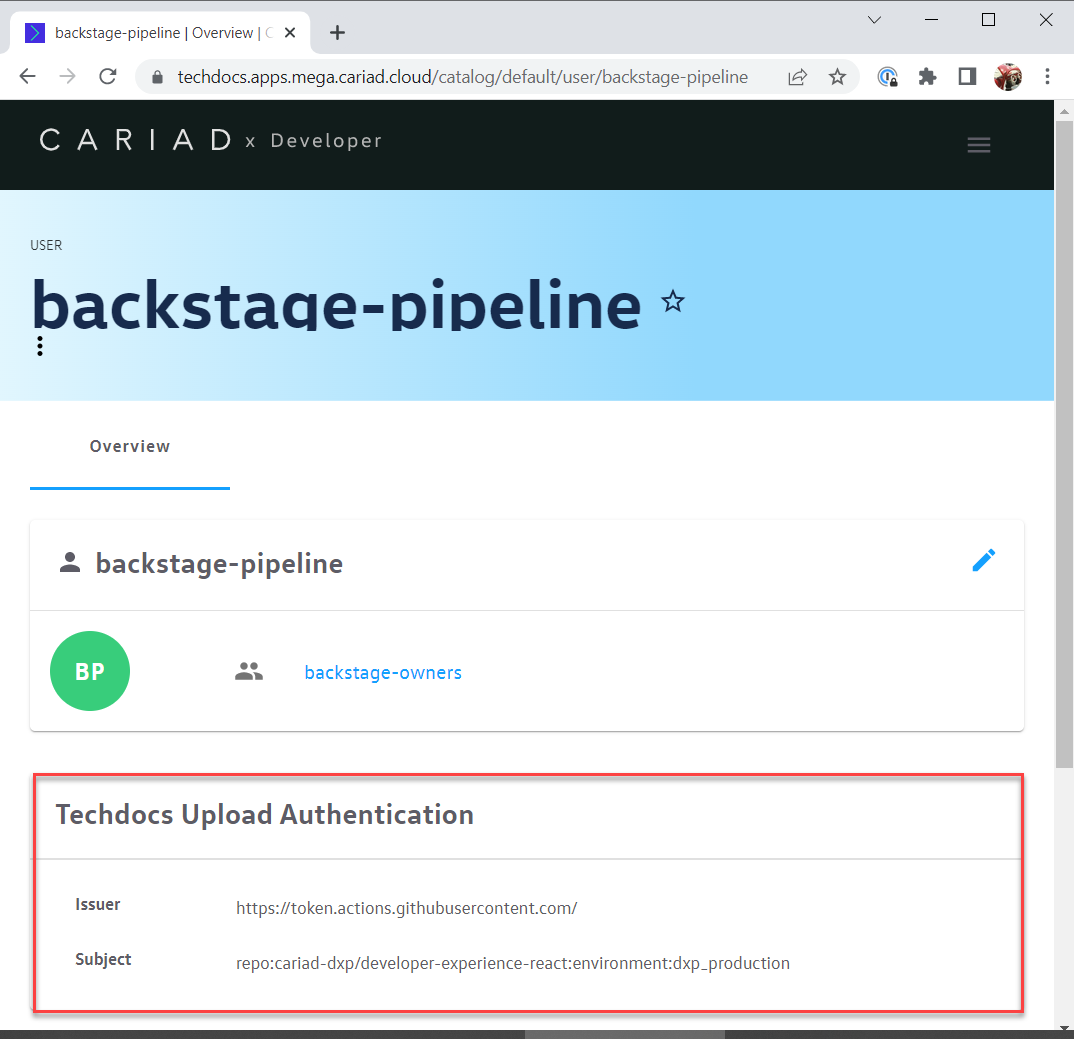 backstage-pipeline | Overview | C
techdocs.apps.mega.cariad.cloud/catalog/default/user/backstage-pipeline
CARIAD x Developer
USER
backstage-pipeline
Overview
backstage-pipeline
BP
backstage-owners
Techdocs Upload Authentication
Issuer
https://token.actions.githubusercontent.com/
Subject
repo:cariad-dxp/developer-experience-react:environment:dxp_production